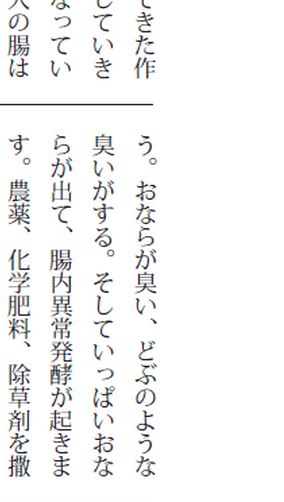 きた作
していき
なってい
の腸は
う。おならが臭い、どぶのような
臭いがする。そしていっぱいおな
らが出て、腸内異常発酵が起きま
す。農薬、化学肥料、除草剤を撒